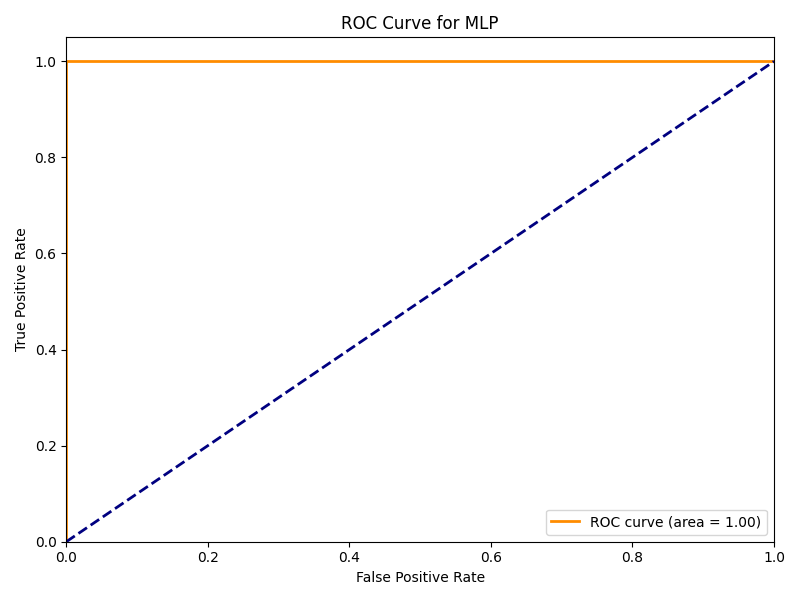 ROC Curve for MLP
True Positive Rate
1.0
0.8
0.6
0.4
0.2
0.0
0.0 0.2 0.4 0.6 0.8 1.0
False Positive Rate
ROC curve (area = 1.00)